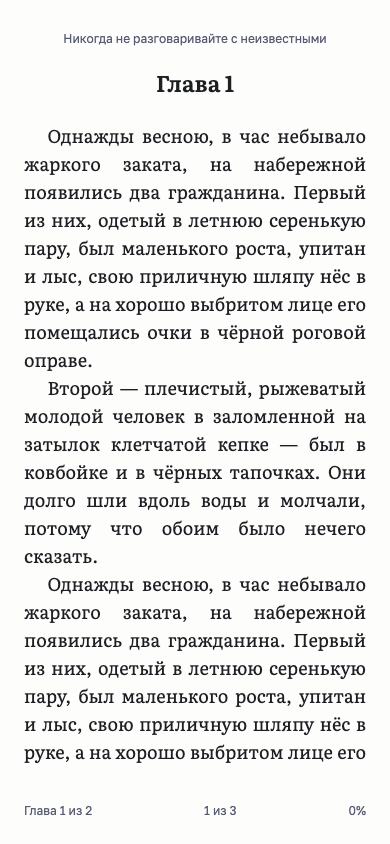 Никогда не разговаривайте с неизвестными
Глава 1
Однажды весною, в час небывало
жаркого заката, на набережной
появились два гражданина. Первый
из них, одетый в летнюю серенькую
пару, был маленького роста, упитан
и лыс, свою приличную шляпу нёс в
руке, а на хорошо выбритом лице его
помещались очки в чёрной роговой
оправе.
Второй — плечистый, рыжеватый
молодой человек в заломленной на
затылок клетчатой кепке — был в
ковбойке и в чёрных тапочках. Они
долго шли вдоль воды и молчали,
потому что обоим было нечего
сказать.
Однажды весною, в час небывало
жаркого заката, на набережной
появились два гражданина. Первый
из них, одетый в летнюю серенькую
пару, был маленького роста, упитан
и лыс, свою приличную шляпу нёс в
руке, а на хорошо выбритом лице его
Глава 1 из 2 1 из 3 0%